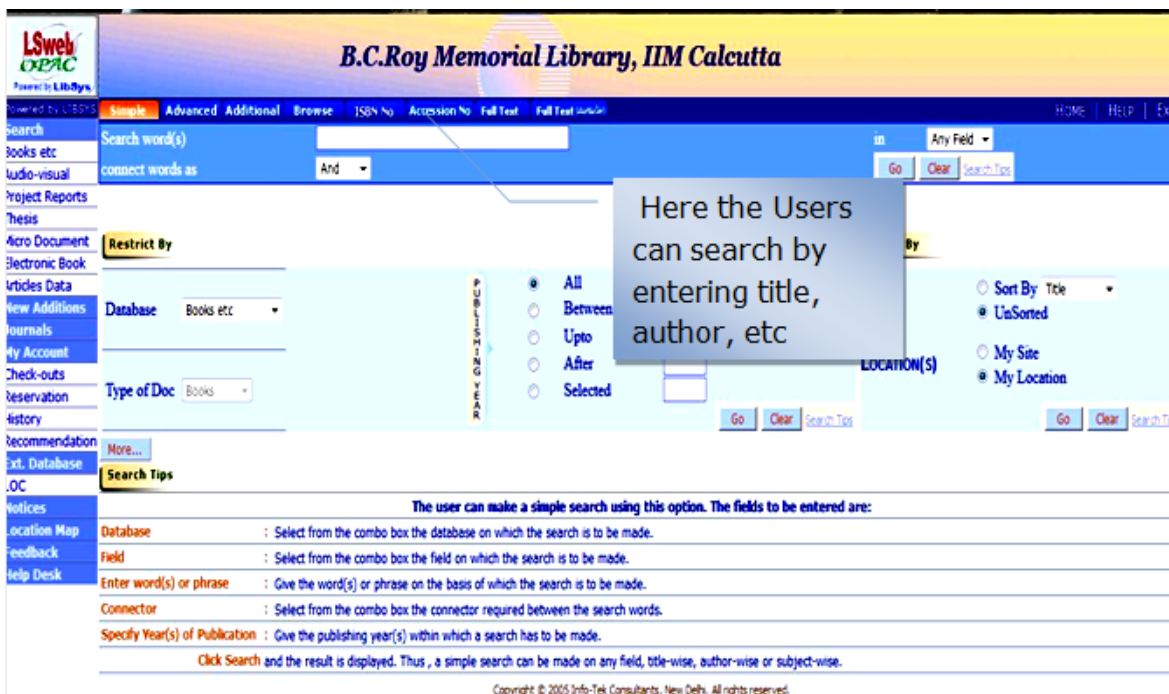 LSweb
OPAC
Powered by LibSys
B.C.Roy Memorial Library, IIM Calcutta
Powered by LIBSYS
Simple Advanced Additional Browse ISBN No Accession No Full Text Full Text
HOME | HELP |
Search
Books etc
Audio-visual
Project Reports
Thesis
Micro Document
Electronic Book
Articles Data
New Additions
Journals
My Account
Check-outs
Reservation
History
Recommendation
Ext. Database
LOC
Notices
Location Map
Feedback
Help Desk
Search word(s)
in Any Field
connect words as And
Go Clear Search Tips
Here the Users
can search by
entering title,
author, etc
Restrict By
By
Database Books etc
Type of Doc Books
PUBLISHING YEAR
All
Between
Upto
After
Selected
Go Clear Search Tips
Sort By Title
UnSorted
LOCATION(S)
My Site
My Location
Go Clear Search
More...
Search Tips
The user can make a simple search using this option. The fields to be entered are:
Database : Select from the combo box the database on which the search is to be made.
Field : Select from the combo box the field on which the search is to be made.
Enter word(s) or phrase : Give the word(s) or phrase on the basis of which the search is to be made.
Connector : Select from the combo box the connector required between the search words.
Specify Year(s) of Publication : Give the publishing year(s) within which a search has to be made.
Click Search and the result is displayed. Thus , a simple search can be made on any field, title-wise, author-wise or subject-wise.
Copyright © 2005 Info-Tek Consultants, New Delhi. All rights reserved.